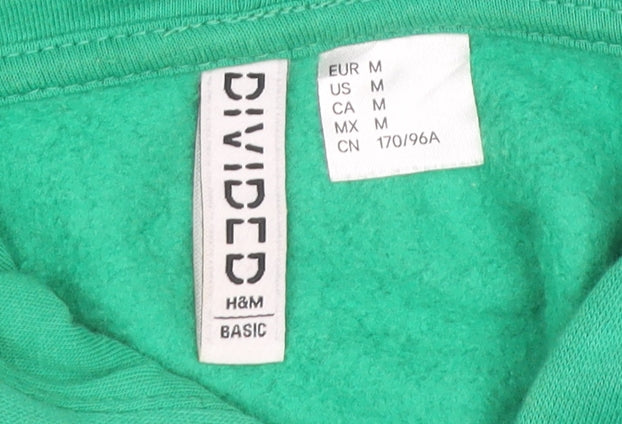 DIVIDED
H&M
BASIC
EUR M
US M
CA M
MX M
CN 170/96A